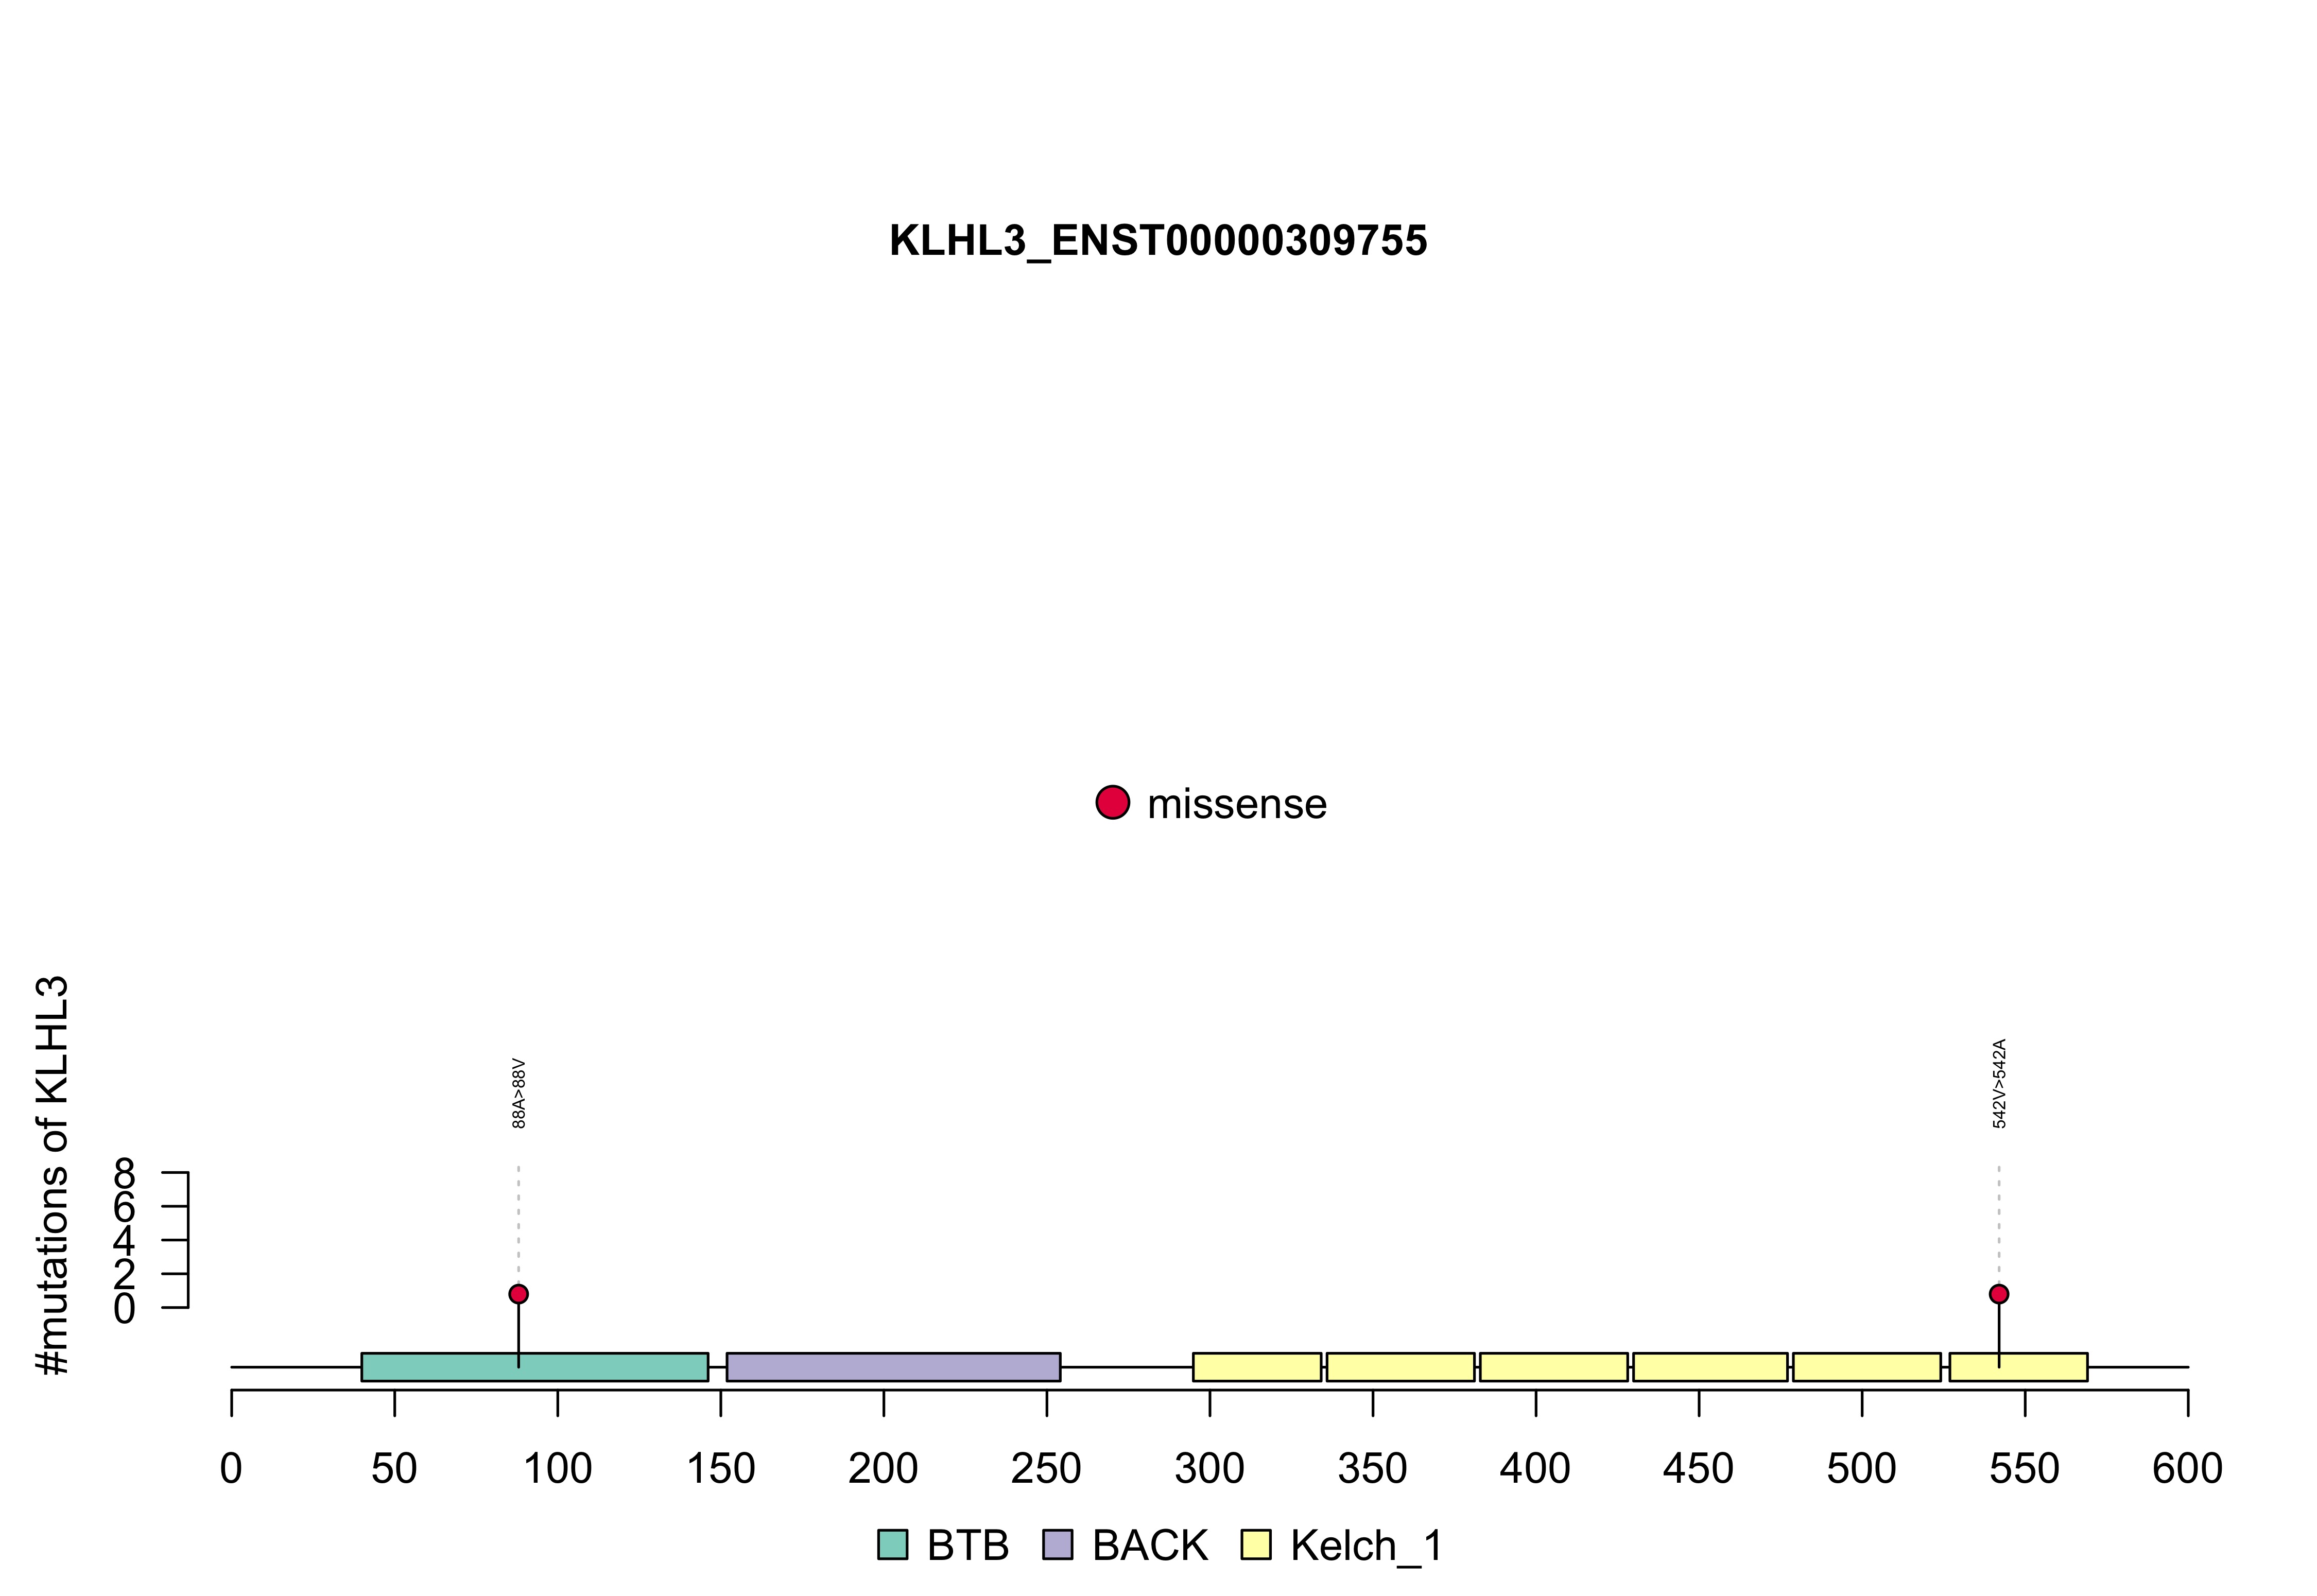 KLHL3_ENST00000309755
missense
#mutations of KLHL3
88A>88V
542V>542A
8
6
4
2
0
0 50 100 150 200 250 300 350 400 450 500 550 600
BTB BACK Kelch_1